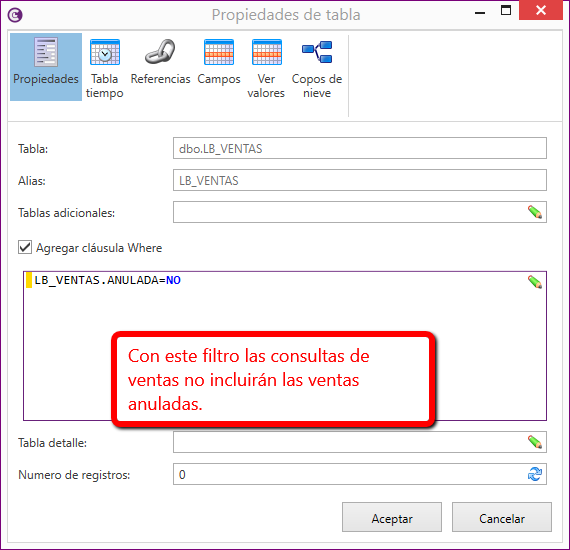 Propiedades de tabla
Propiedades
Tabla
tiempo
Referencias
Campos
Ver
valores
Copos de
nieve
Tabla:
dbo.LB_VENTAS
Alias:
LB_VENTAS
Tablas adicionales:
Agregar cláusula Where
LB_VENTAS.ANULADA=NO
Con este filtro las consultas de
ventas no incluirán las ventas
anuladas.
Tabla detalle:
Numero de registros:
0
Aceptar
Cancelar